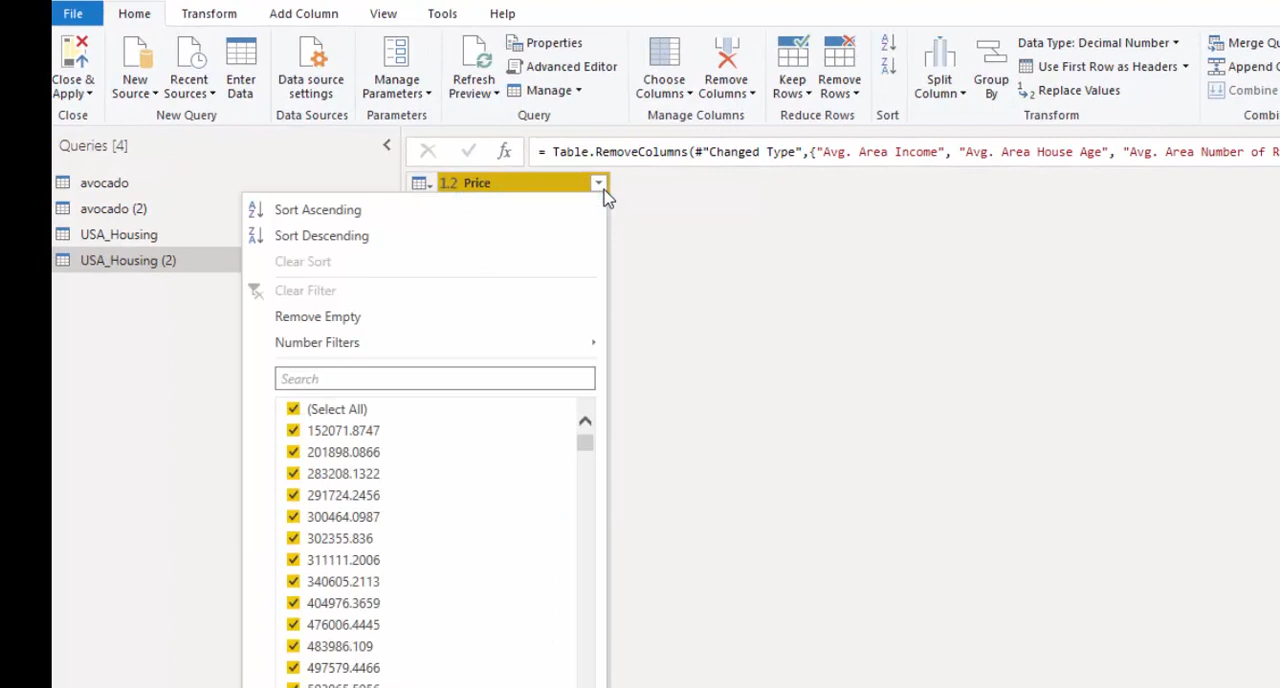 File Home Transform Add Column View Tools Help
Close & Apply
New Source
Recent Sources
Enter Data
Data source settings
Manage Parameters
Refresh Preview
Properties
Advanced Editor
Manage
Choose Columns
Remove Columns
Keep Rows
Remove Rows
Split Column
Group By
Data Type: Decimal Number
Use First Row as Headers
1 2 Replace Values
Merge Qu
Append
Combine
Close New Query Data Sources Parameters Query Manage Columns Reduce Rows Sort Transform Combi
Queries [4]
fx = Table.RemoveColumns(#"Changed Type",{"Avg. Area Income", "Avg. Area House Age", "Avg. Area Number of R
avocado
avocado (2)
USA_Housing
USA_Housing (2)
1.2 Price
Sort Ascending
Sort Descending
Clear Sort
Clear Filter
Remove Empty
Number Filters
Search
(Select All)
152071.8747
201898.0866
283208.1322
291724.2456
300464.0987
302355.836
311111.2006
340605.2113
404976.3659
476006.4445
483986.109
497579.4466